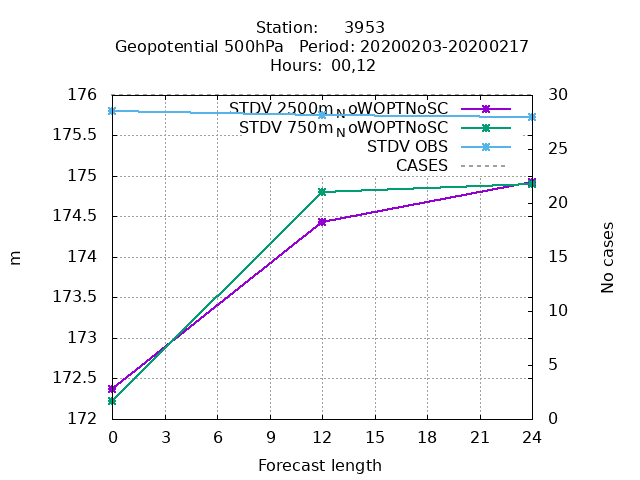 Station: 3953
Geopotential 500hPa Period: 20200203-20200217
Hours: 00,12
176
175.5
175
174.5
174
173.5
173
172.5
172
m
STDV 2500m_NoWOPTNoSC
STDV 750m_NoWOPTNoSC
STDV OBS
CASES
30
25
20
15
10
5
0
No cases
0 3 6 9 12 15 18 21 24
Forecast length